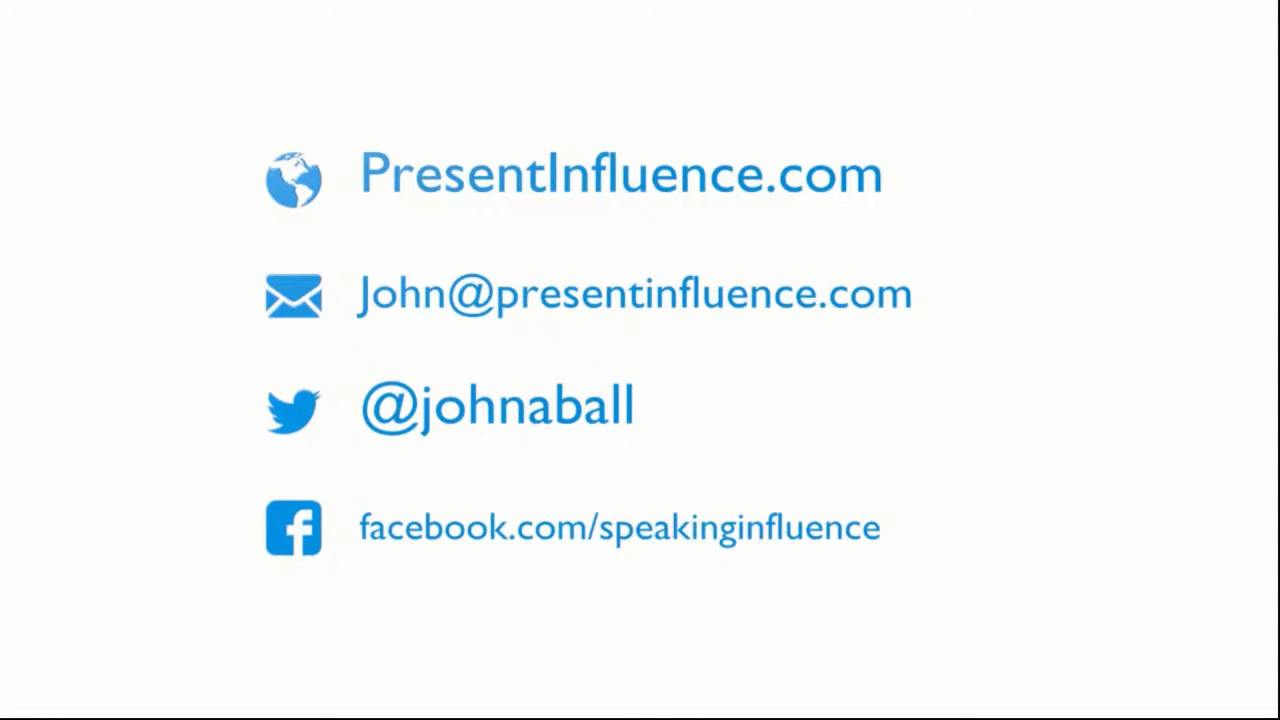 PresentInfluence.com
John@presentinfluence.com
@johnaball
facebook.com/speakinginfluence